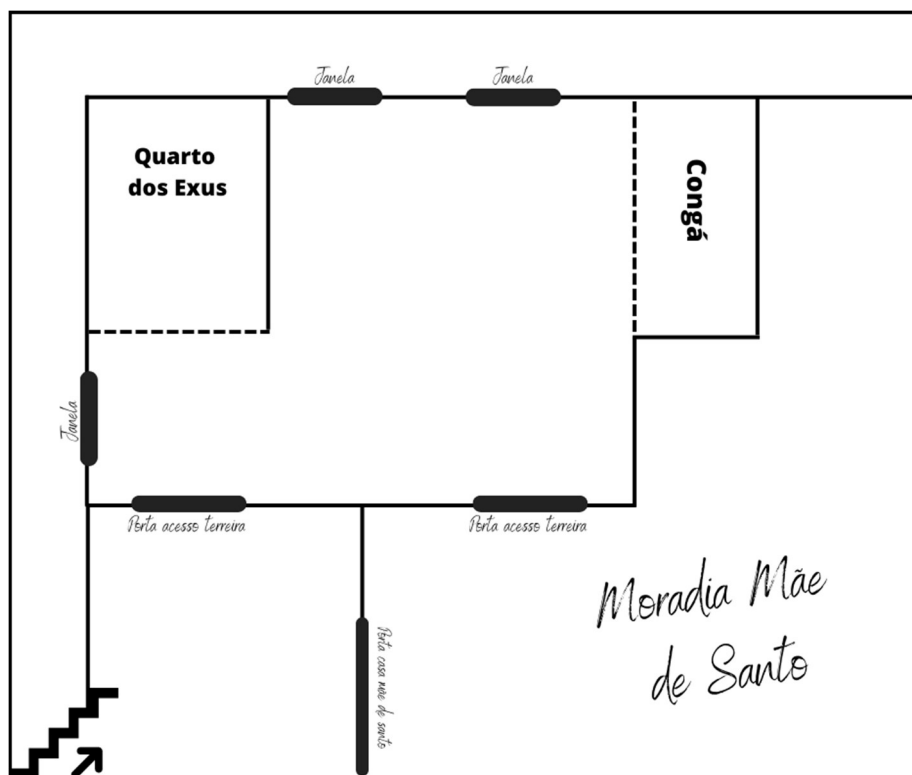 Janela
Janela
Quarto
dos Exus
Congá
Janela
Porta acesso terreira
Porta acesso terreira
Moradia Mãe
de Santo
Porta casa mãe de santo